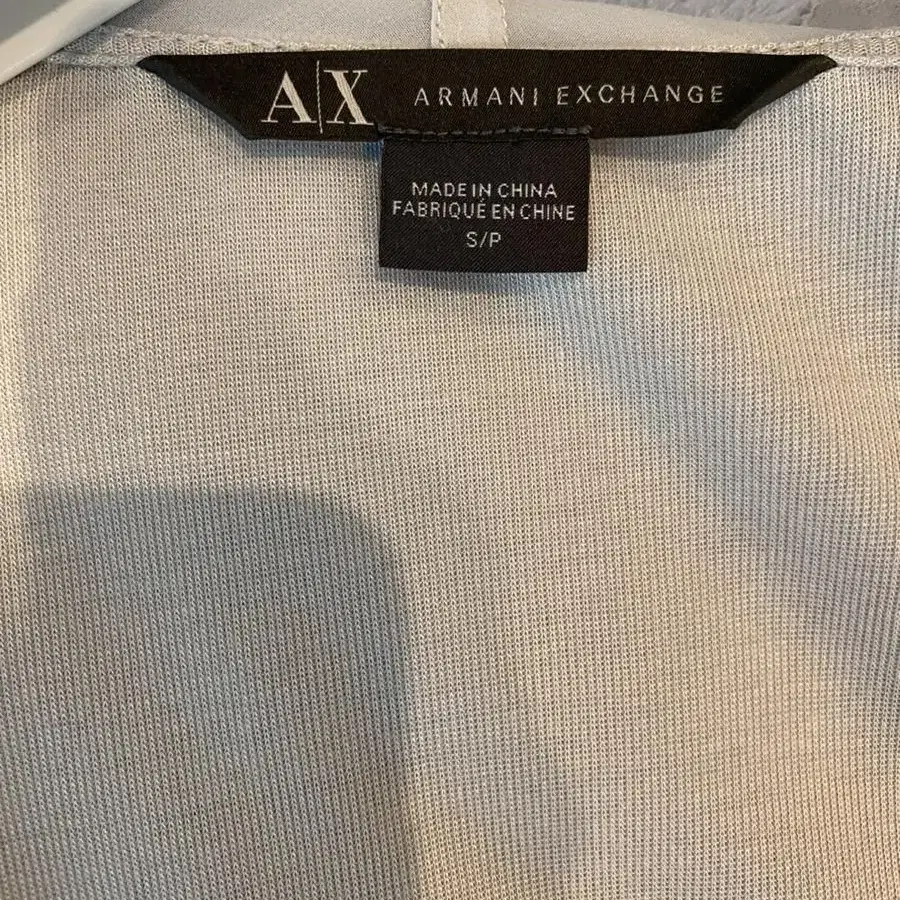 A|X ARMANI EXCHANGE
MADE IN CHINA
FABRIQUÉ EN CHINE
S/P